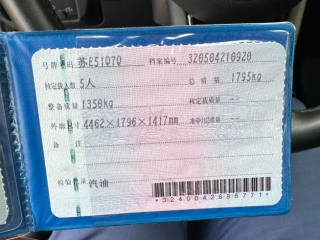 号牌号码 苏E51Q7Q 档案编号 320504210920
核定载人数 5人 总质量 1795kg
整备质量 1350kg 核定载质量 --
外廓尺寸 4462×1796×1417mm 准牵引总质量 --
备注
检验记录 汽油
*3240042686771*